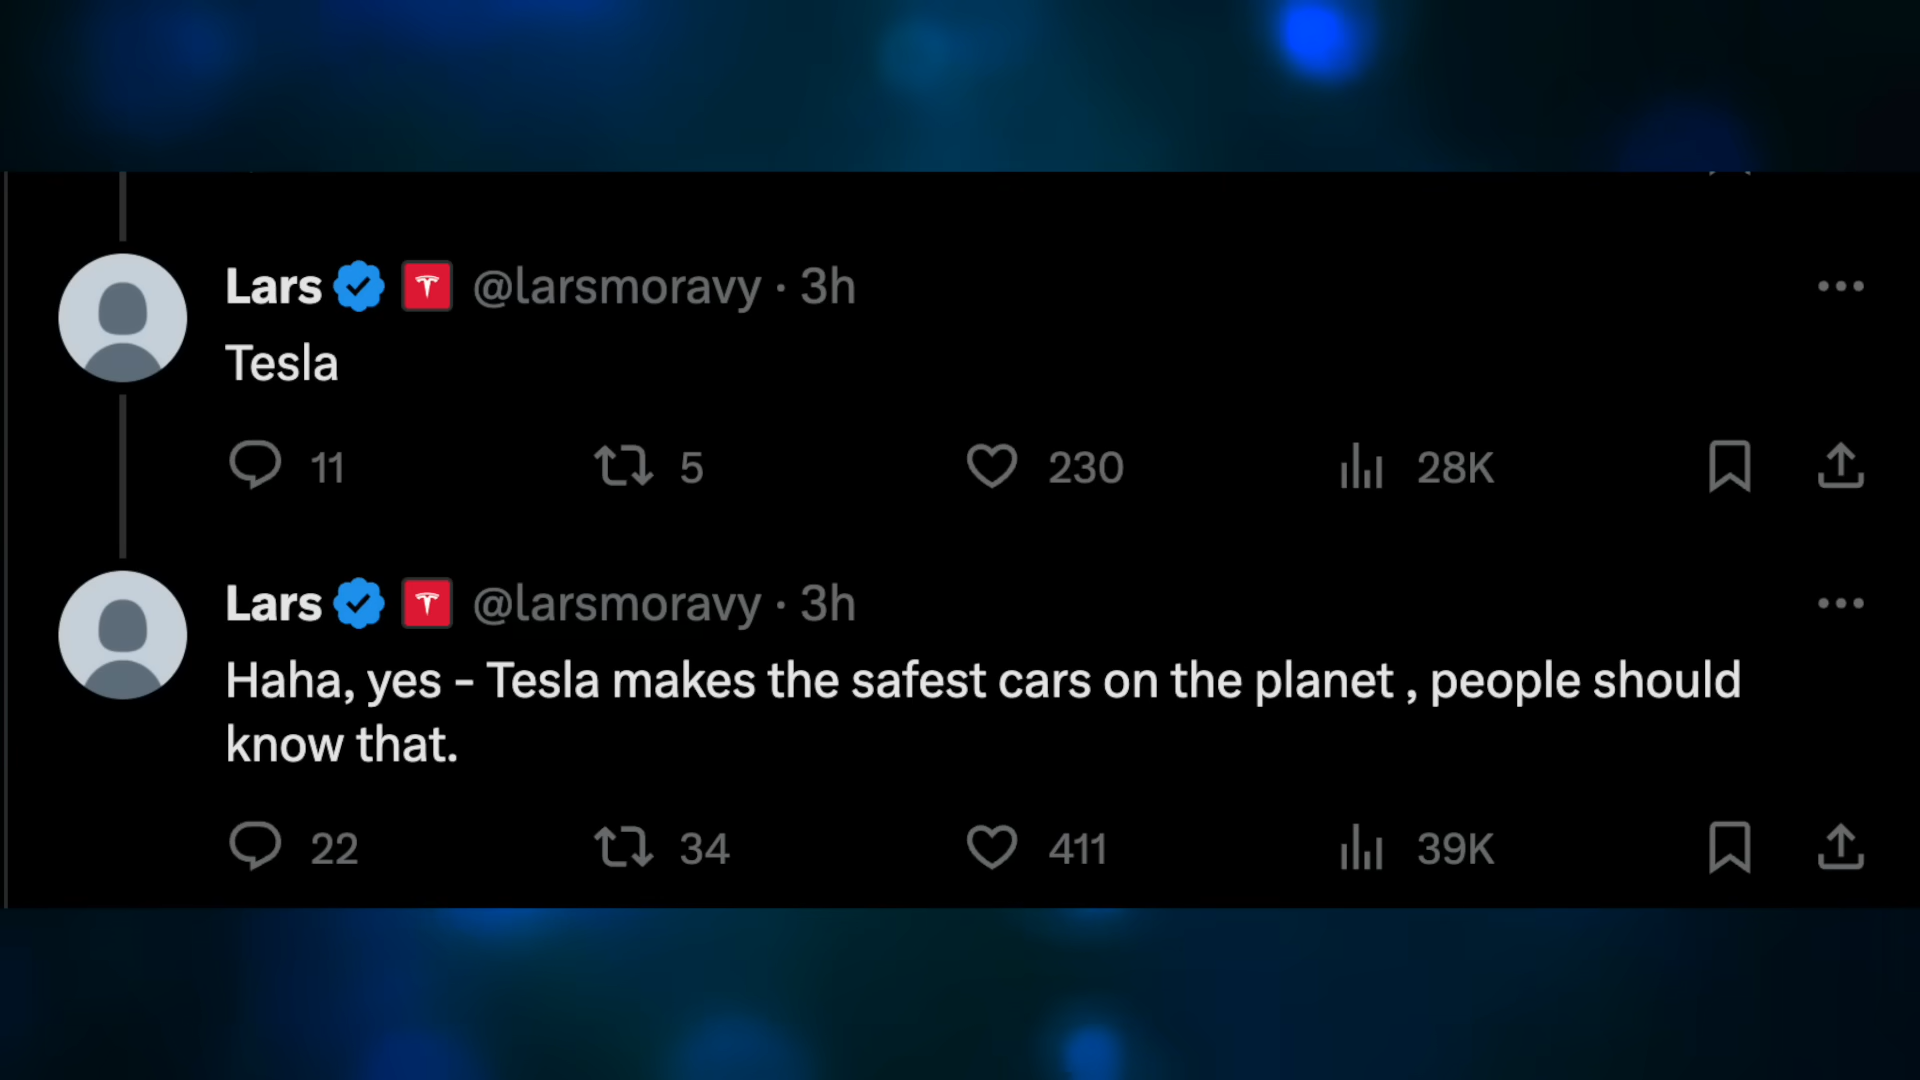 Lars @larsmoravy · 3h
Tesla
11 5 230 28K
Lars @larsmoravy · 3h
Haha, yes - Tesla makes the safest cars on the planet , people should
know that.
22 34 411 39K